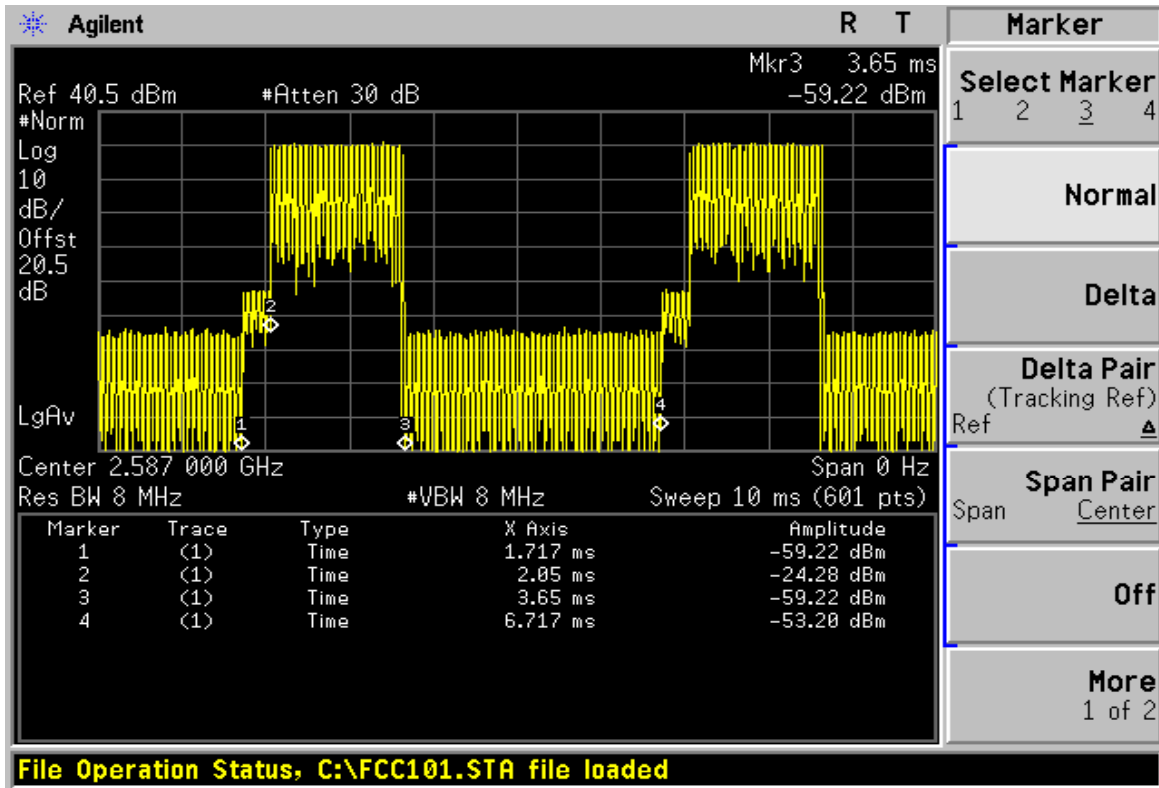 Agilent R T
Marker
Mkr3 3.65 ms
Ref 40.5 dBm #Atten 30 dB -59.22 dBm
#Norm
Log
10
dB/
Offst
20.5
dB
LgAv
1
2
3
4
Center 2.587 000 GHz Span 0 Hz
Res BW 8 MHz #VBW 8 MHz Sweep 10 ms (601 pts)
Marker Trace Type X Axis Amplitude
1 (1) Time 1.717 ms -59.22 dBm
2 (1) Time 2.05 ms -24.28 dBm
3 (1) Time 3.65 ms -59.22 dBm
4 (1) Time 6.717 ms -53.20 dBm
Select Marker
1 2 3 4
Normal
Delta
Delta Pair
(Tracking Ref)
Ref Δ
Span Pair
Span Center
Off
More
1 of 2
File Operation Status, C:\FCC101.STA file loaded